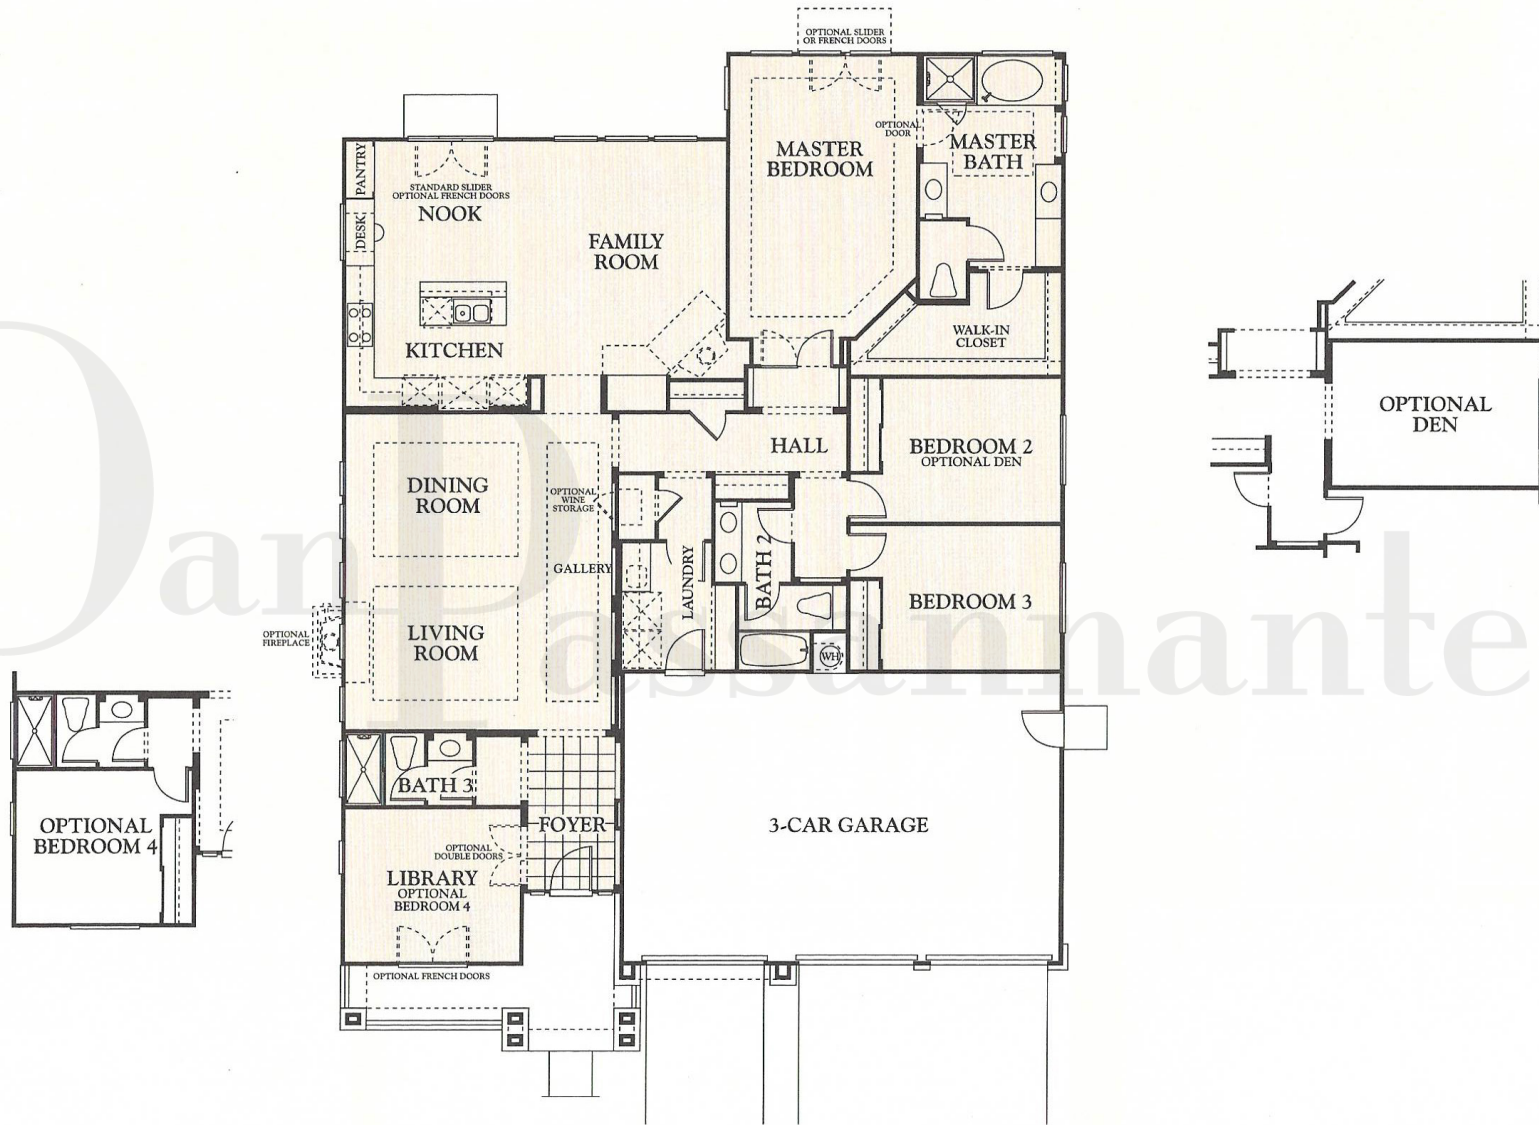 OPTIONAL SLIDER
OR FRENCH DOORS
MASTER
BEDROOM
OPTIONAL
DOOR
MASTER
BATH
PANTRY
STANDARD SLIDER
OPTIONAL FRENCH DOORS
NOOK
DESK
FAMILY
ROOM
KITCHEN
WALK-IN
CLOSET
HALL
BEDROOM 2
OPTIONAL DEN
OPTIONAL
DEN
DINING
ROOM
OPTIONAL
WINE
STORAGE
GALLERY
LAUNDRY
BATH 2
BEDROOM 3
LIVING
ROOM
OPTIONAL
FIREPLACE
WH
Dan Passannante
BATH 3
FOYER
3-CAR GARAGE
OPTIONAL
BEDROOM 4
OPTIONAL
DOUBLE DOORS
LIBRARY
OPTIONAL
BEDROOM 4
OPTIONAL FRENCH DOORS